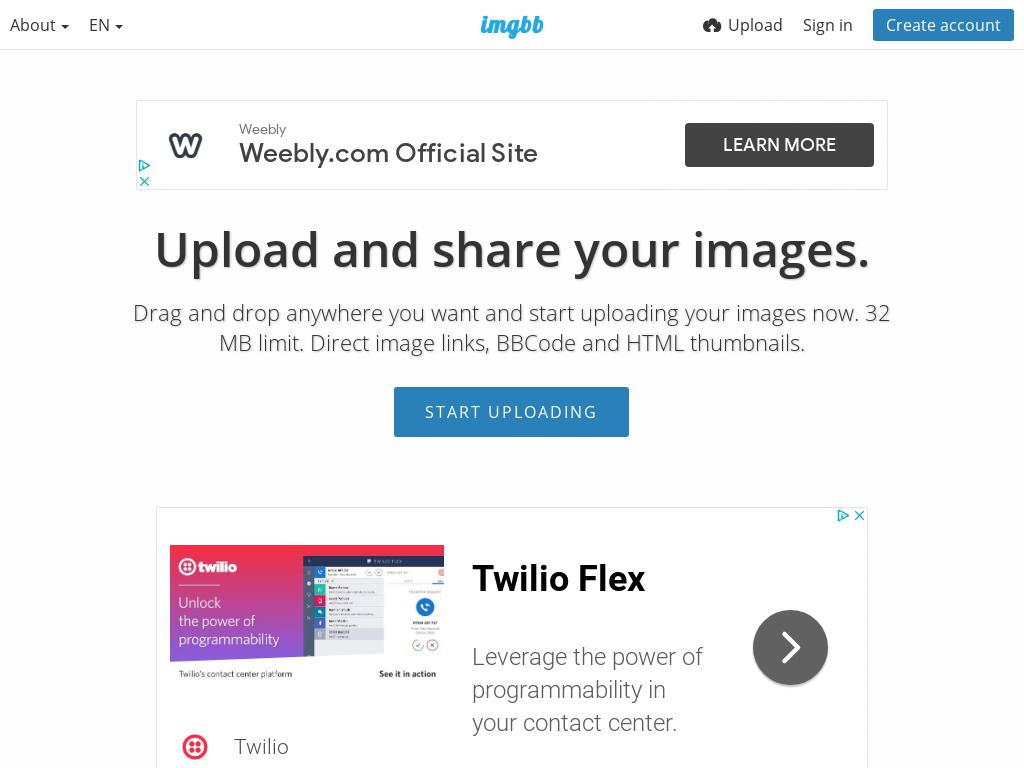 About
EN
imgbb
Upload
Sign in
Create account
Weebly
Weebly.com Official Site
LEARN MORE
Upload and share your images.
Drag and drop anywhere you want and start uploading your images now. 32
MB limit. Direct image links, BBCode and HTML thumbnails.
START UPLOADING
twilio
Unlock
the power of
programmability
Twilio's contact center platform
See it in action
Twilio Flex
Leverage the power of
programmability in
your contact center.
Twilio